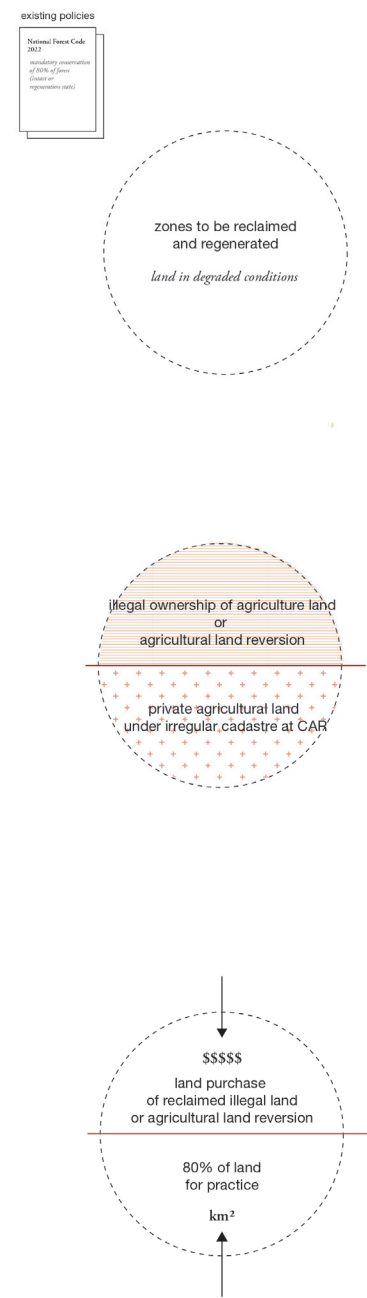 existing policies
National Forest Code
2022
mandatory conservation
of 80% of forest
(intact or
regeneration state)
zones to be reclaimed
and regenerated
land in degraded conditions
illegal ownership of agriculture land
or
agricultural land reversion
private agricultural land
under irregular cadastre at CAR
$$$$$
land purchase
of reclaimed illegal land
or agricultural land reversion
80% of land
for practice
km²